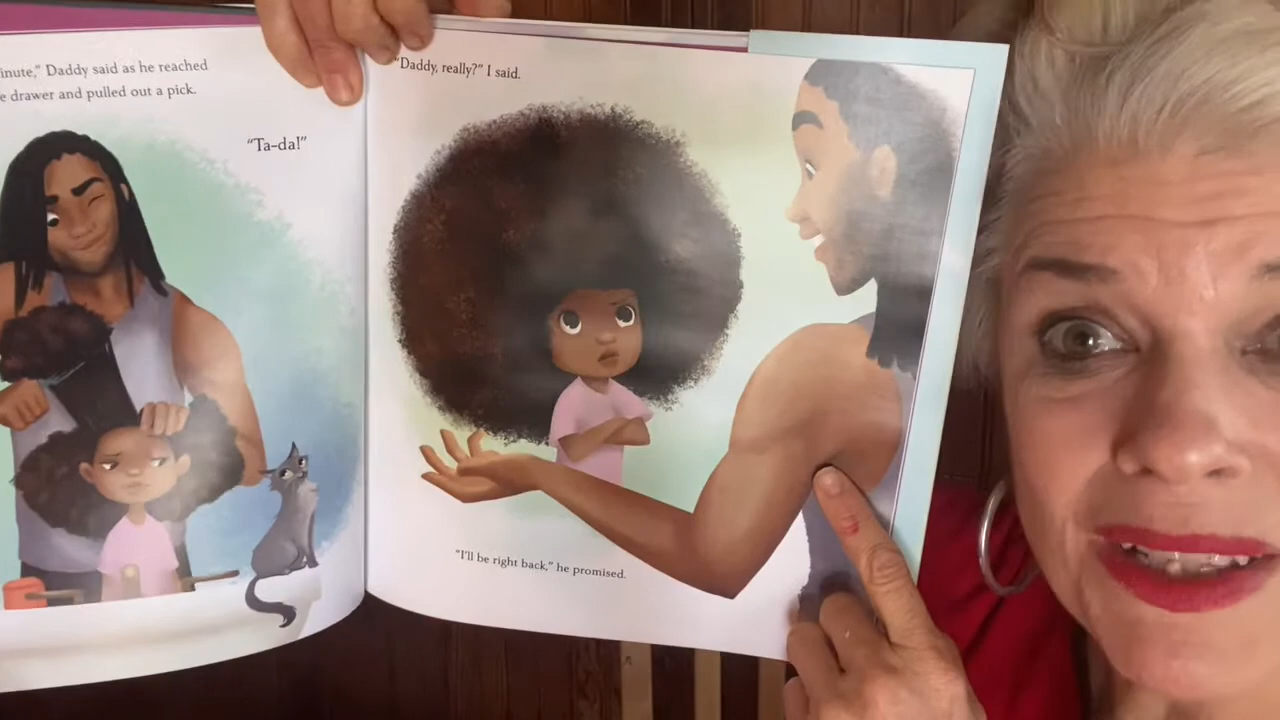 inute,” Daddy said as he reached
e drawer and pulled out a pick.
“Ta-da!”
“Daddy, really?” I said.
“I’ll be right back,” he promised.